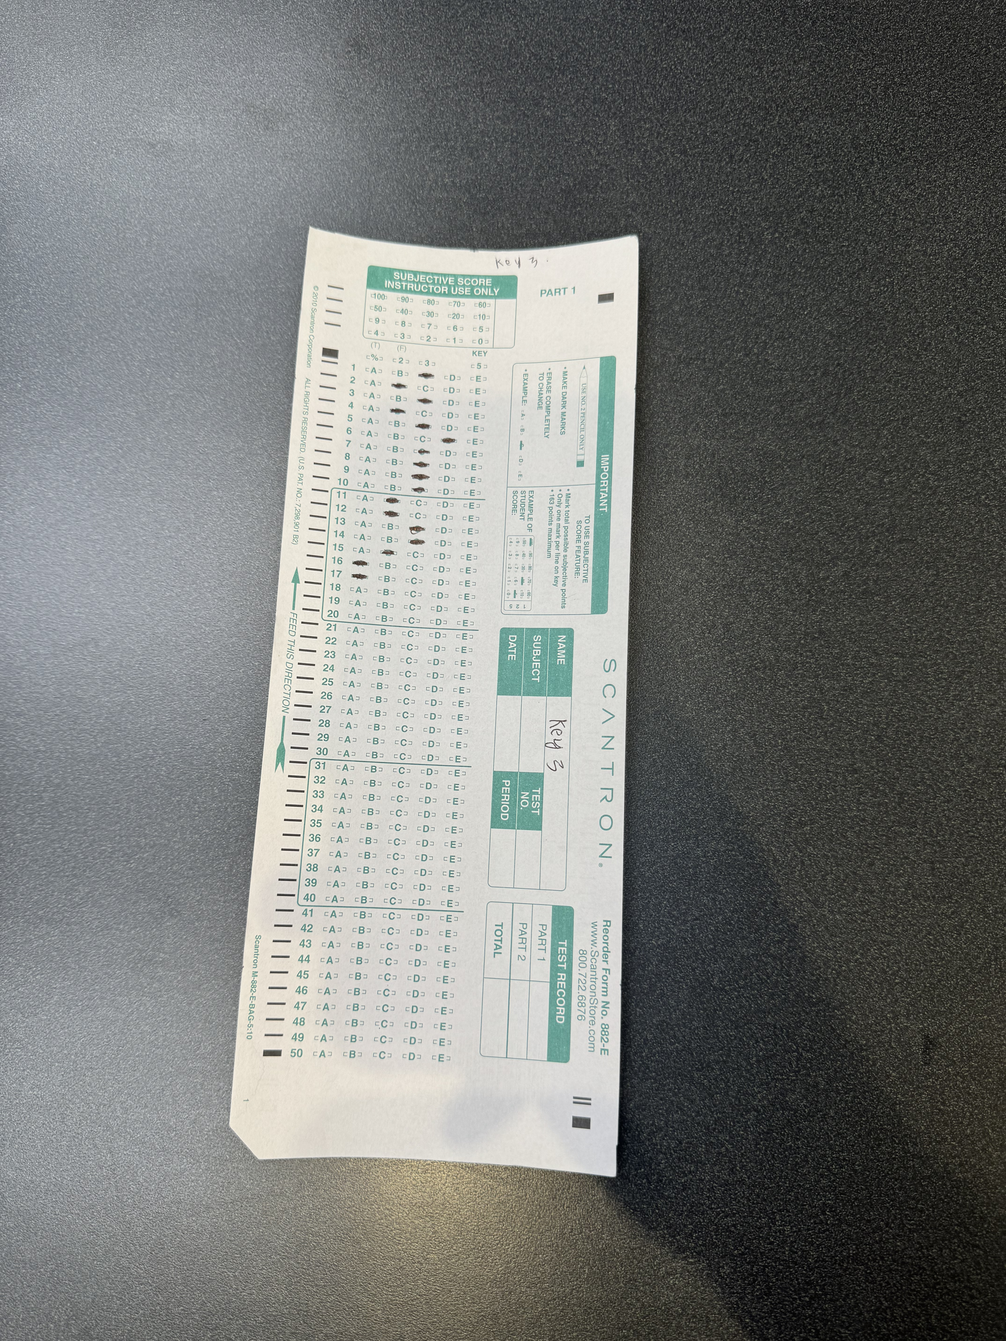 Key 3.
PART 1
SUBJECTIVE SCORE
INSTRUCTOR USE ONLY
100 90 80 70 60
50 40 30 20 10
9 8 7 6 5
4 3 2 1 0
(T) (F) KEY
% 2 3 5
1 A B D E
2 A C D E
3 A B D E
4 A C D E
5 A B D E
6 A B C E
7 A B D E
8 A B D E
9 A B D E
10 A B D E
11 A C D E
12 A C D E
13 A B D E
14 A B D E
15 A C D E
16 B C D E
17 B C D E
18 A B C D E
19 A B C D E
20 A B C D E
21 A B C D E
22 A B C D E
23 A B C D E
24 A B C D E
25 A B C D E
26 A B C D E
27 A B C D E
28 A B C D E
29 A B C D E
30 A B C D E
31 A B C D E
32 A B C D E
33 A B C D E
34 A B C D E
35 A B C D E
36 A B C D E
37 A B C D E
38 A B C D E
39 A B C D E
40 A B C D E
41 A B C D E
42 A B C D E
43 A B C D E
44 A B C D E
45 A B C D E
46 A B C D E
47 A B C D E
48 A B C D E
49 A B C D E
50 A B C D E
© 2010 Scantron Corporation ALL RIGHTS RESERVED. (U.S. PAT. NO.: 7,298,901 B2)
FEED THIS DIRECTION
Scantron M-882-E-BAG-5:10
1
IMPORTANT
USE NO. 2 PENCIL ONLY
• MAKE DARK MARKS
• ERASE COMPLETELY
TO CHANGE
• EXAMPLE: A B D E
TO USE SUBJECTIVE
SCORE FEATURE:
• Mark total possible subjective points
• Only one mark per line on key
• 163 points maximum
EXAMPLE OF
STUDENT
SCORE:
SCANTRON®
NAME Key 3
SUBJECT
TEST
NO.
DATE
PERIOD
Reorder Form No. 882-E
www.ScantronStore.com
800.722.6876
TEST RECORD
PART 1
PART 2
TOTAL